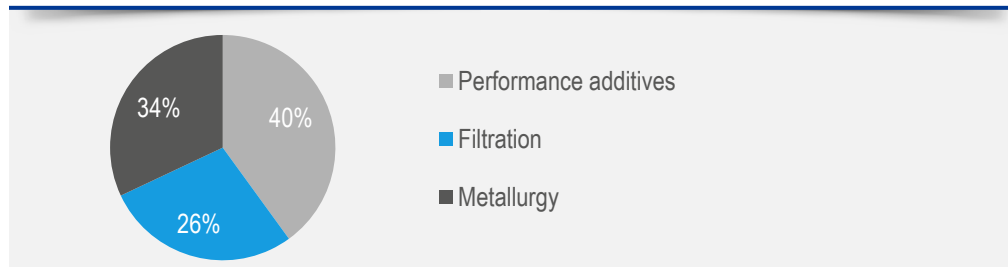 34%
40%
26%
Performance additives
Filtration
Metallurgy